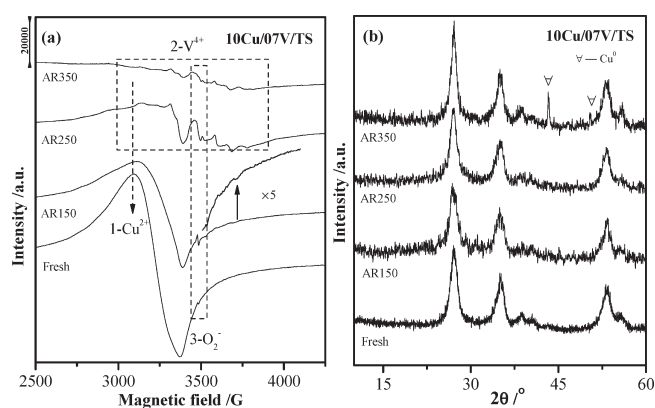 20000
(a)
10Cu/07V/TS
2-V⁴⁺
AR350
AR250
AR150
1-Cu²⁺
×5
Fresh
3-O₂⁻
Intensity /a.u.
2500 3000 3500 4000
Magnetic field /G
(b)
10Cu/07V/TS
∀ — Cu⁰
∀ ∀
AR350
AR250
AR150
Fresh
Intensity /a.u.
15 30 45 60
2θ /°